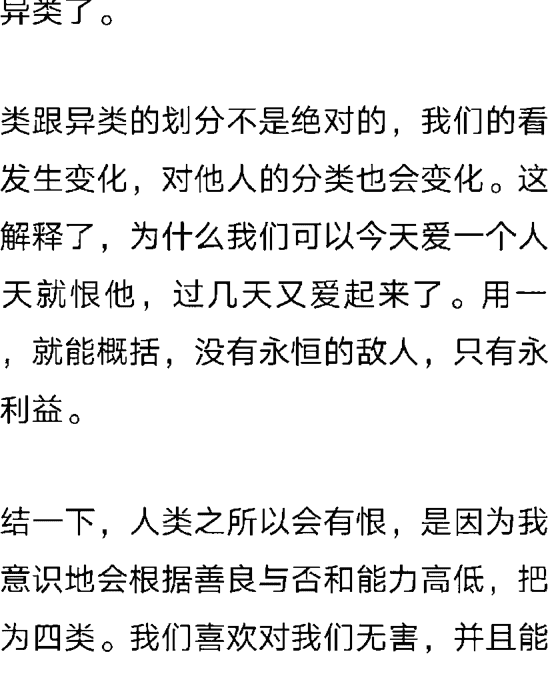 异类了。
类跟异类的划分不是绝对的，我们的看
发生变化，对他人的分类也会变化。这
解释了，为什么我们可以今天爱一个人
天就恨他，过几天又爱起来了。用一
，就能概括，没有永恒的敌人，只有永
利益。
结一下，人类之所以会有恨，是因为我
意识地会根据善良与否和能力高低，把
为四类。我们喜欢对我们无害，并且能